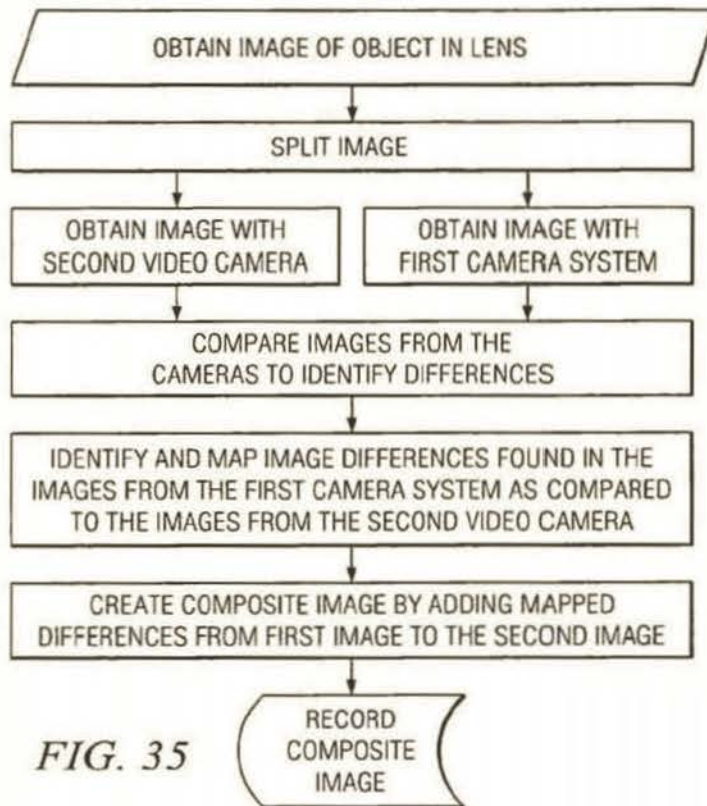 OBTAIN IMAGE OF OBJECT IN LENS
SPLIT IMAGE
OBTAIN IMAGE WITH
SECOND VIDEO CAMERA
OBTAIN IMAGE WITH
FIRST CAMERA SYSTEM
COMPARE IMAGES FROM THE
CAMERAS TO IDENTIFY DIFFERENCES
IDENTIFY AND MAP IMAGE DIFFERENCES FOUND IN THE
IMAGES FROM THE FIRST CAMERA SYSTEM AS COMPARED
TO THE IMAGES FROM THE SECOND VIDEO CAMERA
CREATE COMPOSITE IMAGE BY ADDING MAPPED
DIFFERENCES FROM FIRST IMAGE TO THE SECOND IMAGE
RECORD
COMPOSITE
IMAGE
FIG. 35